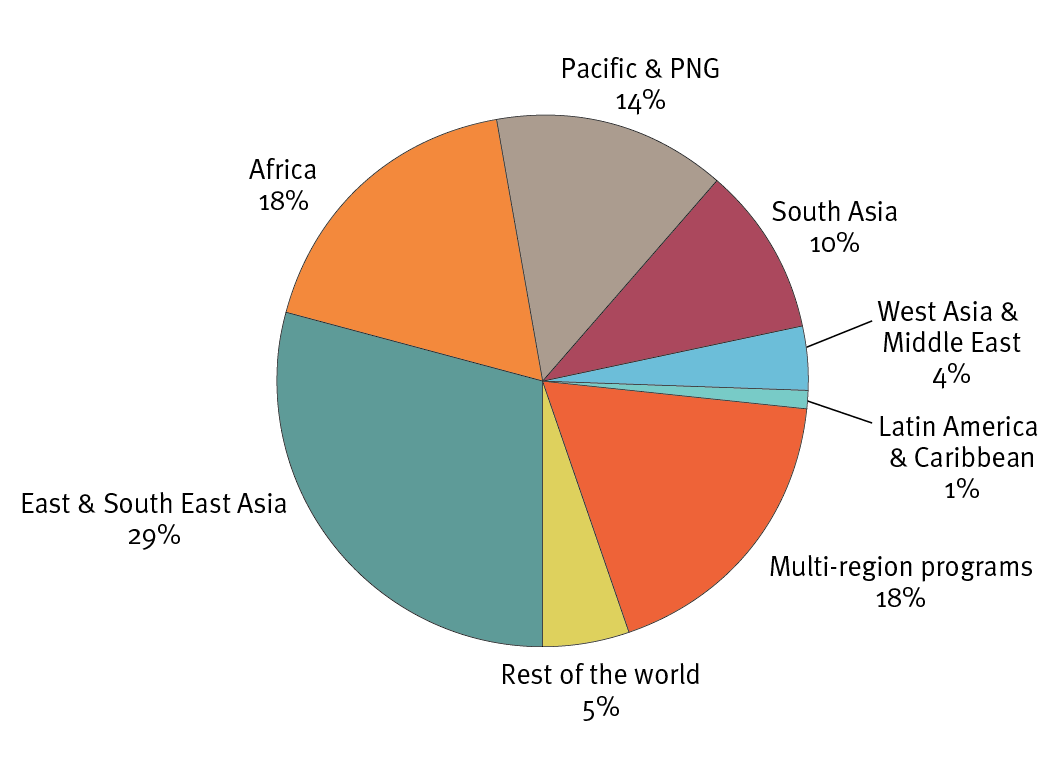 Pacific & PNG
14%
Africa
18%
South Asia
10%
West Asia &
Middle East
4%
Latin America
& Caribbean
1%
East & South East Asia
29%
Multi-region programs
18%
Rest of the world
5%